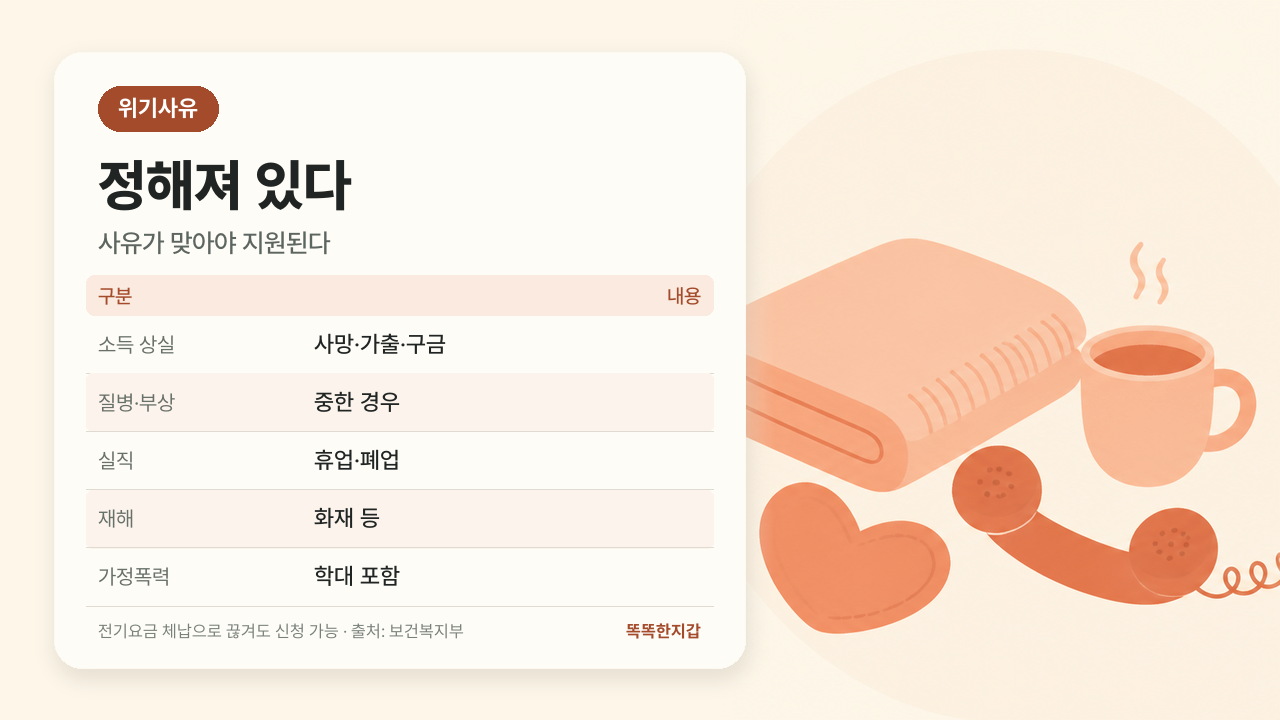 위기사유
정해져 있다
사유가 맞아야 지원된다
구분 내용
소득 상실 사망·가출·구금
질병·부상 중한 경우
실직 휴업·폐업
재해 화재 등
가정폭력 학대 포함
전기요금 체납으로 끊겨도 신청 가능 · 출처: 보건복지부 똑똑한지갑